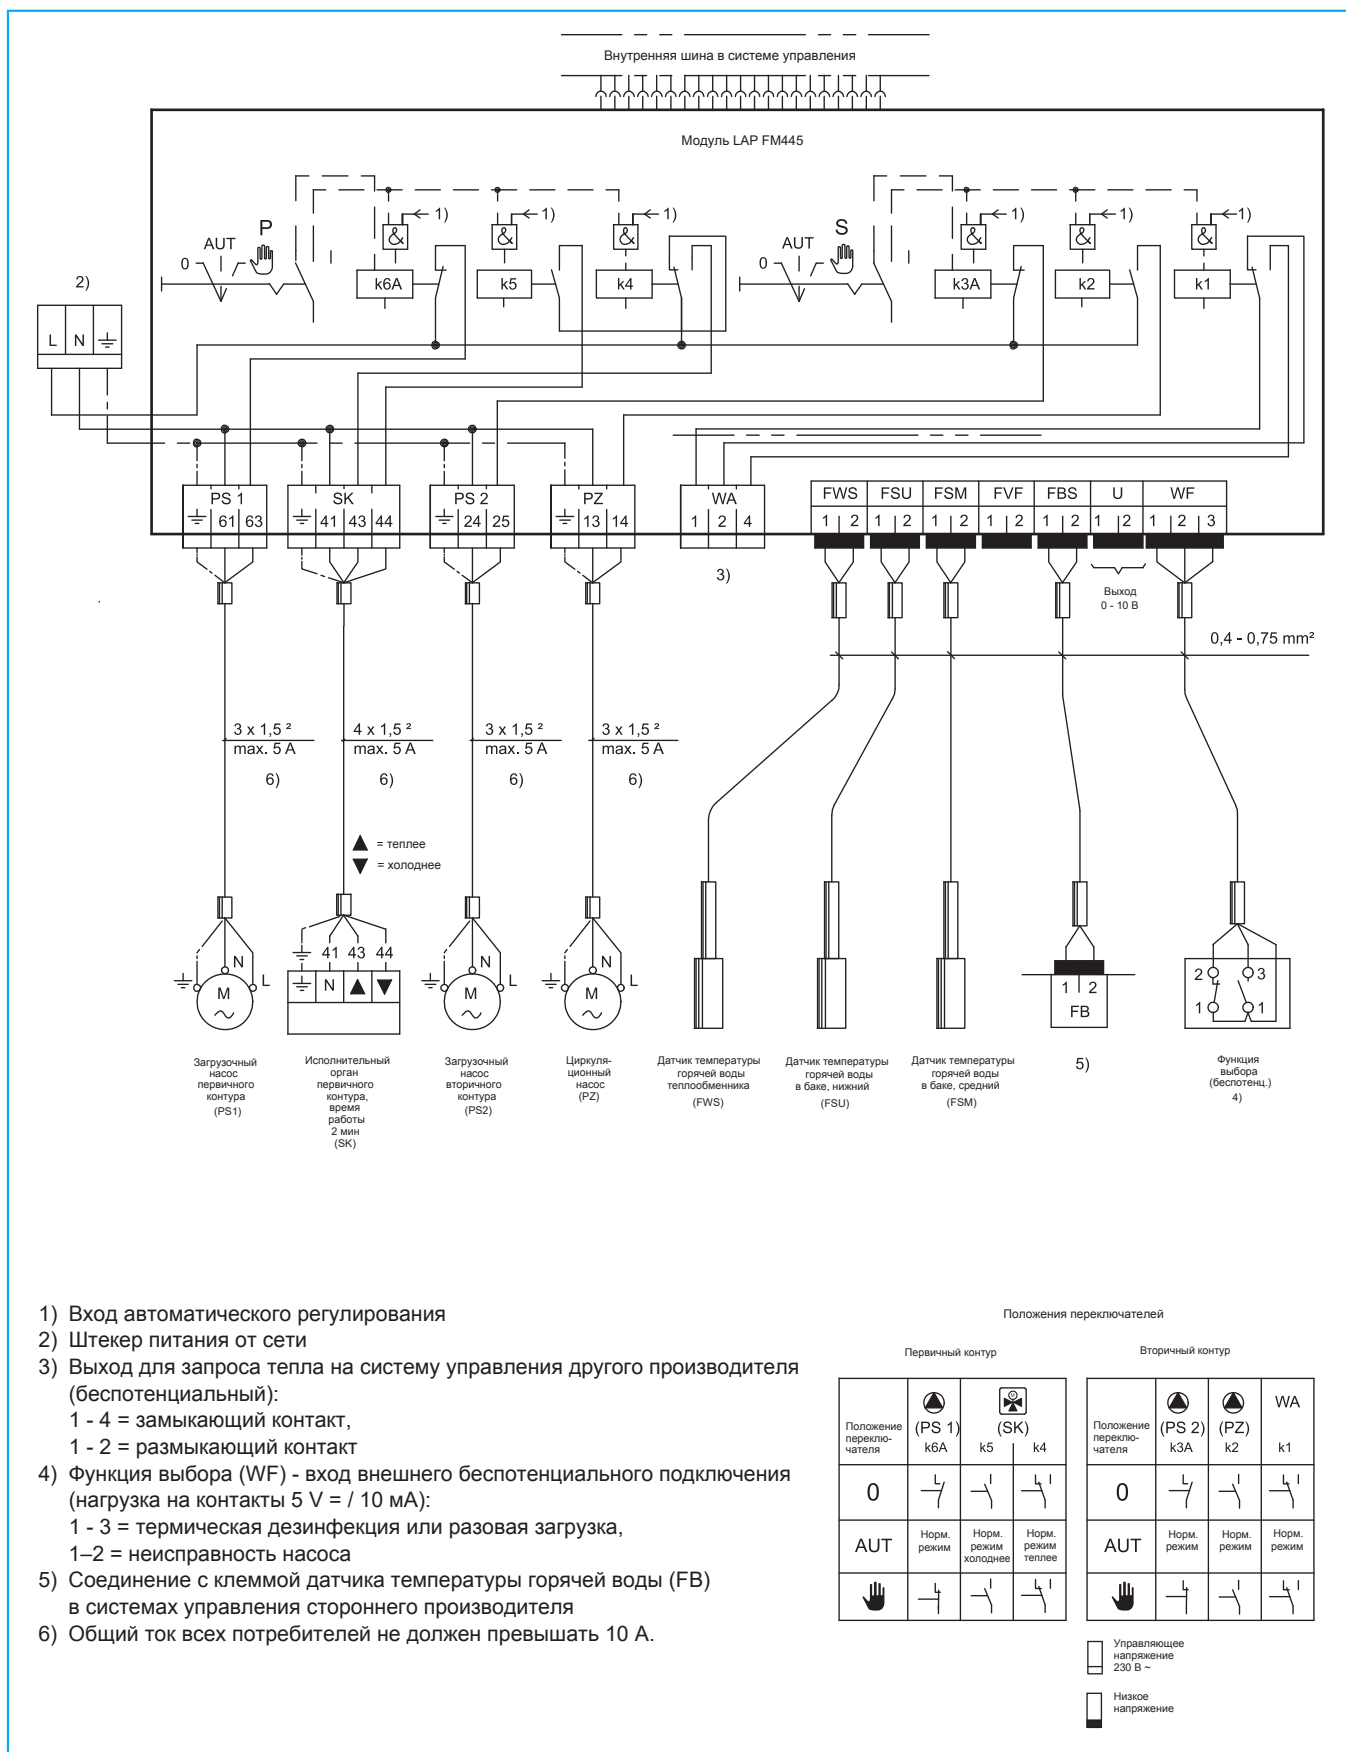 Внутренняя шина в системе управления
Модуль LAP FM445
P
S
AUT
AUT
0
0
1)
1)
1)
1)
1)
1)
&
&
&
&
&
&
k6A
k5
k4
k3A
k2
k1
2)
L N
PS 1
SK
PS 2
PZ
WA
FWS
FSU
FSM
FVF
FBS
U
WF
61 63
41 43 44
24 25
13 14
1 2 4
1 2
1 2
1 2
1 2
1 2
1 2
1 2 3
3)
Выход
0 - 10 В
0,4 - 0,75 mm²
3 x 1,5 ²
max. 5 A
6)
4 x 1,5 ²
max. 5 A
6)
3 x 1,5 ²
max. 5 A
6)
3 x 1,5 ²
max. 5 A
6)
▲ = теплее
▼ = холоднее
N
L
M
41 43 44
N ▲ ▼
N
L
M
N
L
M
1 2
FB
2 3
1 1
Загрузочный
насос
первичного
контура
(PS1)
Исполнительный
орган
первичного
контура,
время
работы
2 мин
(SK)
Загрузочный
насос
вторичного
контура
(PS2)
Циркуля-
ционный
насос
(PZ)
Датчик температуры
горячей воды
теплообменника
(FWS)
Датчик температуры
горячей воды
в баке, нижний
(FSU)
Датчик температуры
горячей воды
в баке, средний
(FSM)
5)
Функция
выбора
(беспотенц.)
4)
1) Вход автоматического регулирования
2) Штекер питания от сети
3) Выход для запроса тепла на систему управления другого производителя
(беспотенциальный):
1 - 4 = замыкающий контакт,
1 - 2 = размыкающий контакт
4) Функция выбора (WF) - вход внешнего беспотенциального подключения
(нагрузка на контакты 5 V = / 10 мА):
1 - 3 = термическая дезинфекция или разовая загрузка,
1–2 = неисправность насоса
5) Соединение с клеммой датчика температуры горячей воды (FB)
в системах управления стороннего производителя
6) Общий ток всех потребителей не должен превышать 10 А.
Положения переключателей
Первичный контур
Положение
переклю-
чателя
(PS 1)
k6A
M
(SK)
k5 k4
0
AUT
Норм.
режим
Норм.
режим
холоднее
Норм.
режим
теплее
Вторичный контур
Положение
переклю-
чателя
(PS 2)
k3A
(PZ)
k2
WA
k1
0
AUT
Норм.
режим
Норм.
режим
Норм.
режим
Управляющее
напряжение
230 В ~
Низкое
напряжение